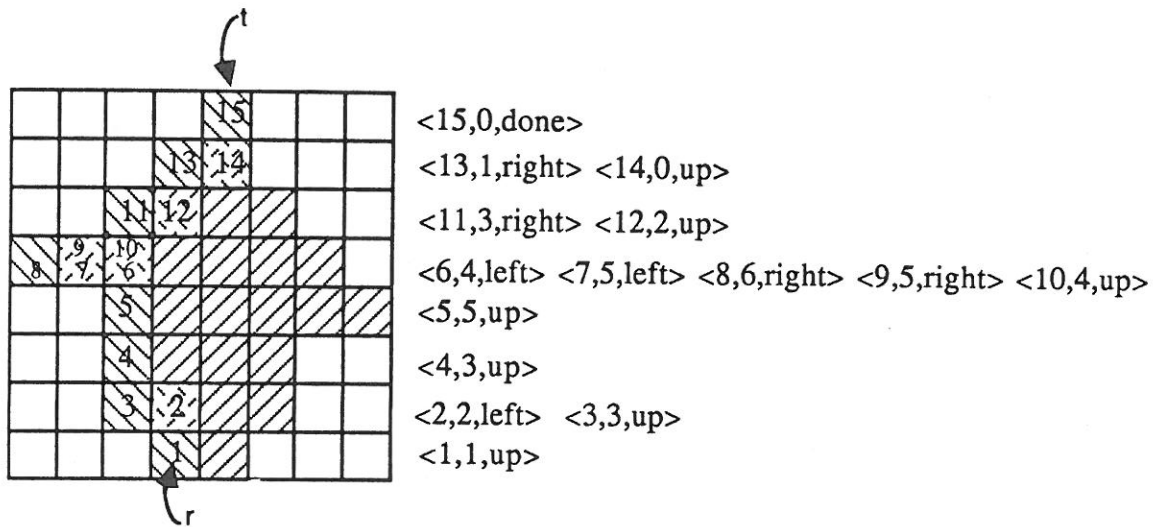 t
15 <15,0,done>
13 14 <13,1,right> <14,0,up>
11 12 <11,3,right> <12,2,up>
9 10
8 7 6 <6,4,left> <7,5,left> <8,6,right> <9,5,right> <10,4,up>
5 <5,5,up>
4 <4,3,up>
3 2 <2,2,left> <3,3,up>
1 <1,1,up>
r